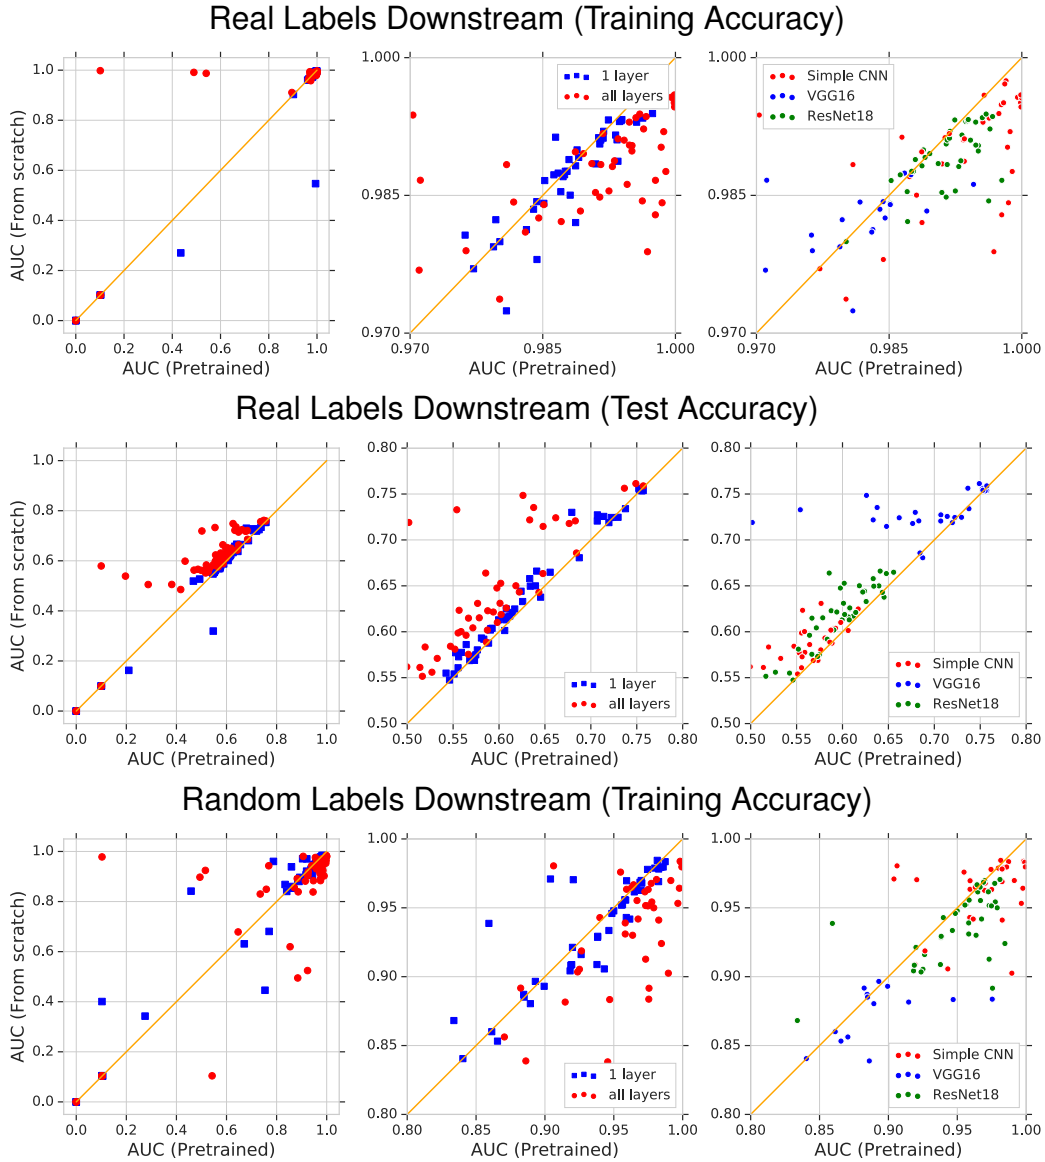 Real Labels Downstream (Training Accuracy)
AUC (From scratch)
1.0
0.8
0.6
0.4
0.2
0.0
0.0 0.2 0.4 0.6 0.8 1.0
AUC (Pretrained)
1.000
0.985
0.970
1 layer
all layers
0.970 0.985 1.000
AUC (Pretrained)
1.000
0.985
0.970
Simple CNN
VGG16
ResNet18
0.970 0.985 1.000
AUC (Pretrained)
Real Labels Downstream (Test Accuracy)
AUC (From scratch)
1.0
0.8
0.6
0.4
0.2
0.0
0.0 0.2 0.4 0.6 0.8 1.0
AUC (Pretrained)
0.80
0.75
0.70
0.65
0.60
0.55
0.50
1 layer
all layers
0.50 0.55 0.60 0.65 0.70 0.75 0.80
AUC (Pretrained)
0.80
0.75
0.70
0.65
0.60
0.55
0.50
Simple CNN
VGG16
ResNet18
0.50 0.55 0.60 0.65 0.70 0.75 0.80
AUC (Pretrained)
Random Labels Downstream (Training Accuracy)
AUC (From scratch)
1.0
0.8
0.6
0.4
0.2
0.0
0.0 0.2 0.4 0.6 0.8 1.0
AUC (Pretrained)
1.00
0.95
0.90
0.85
0.80
1 layer
all layers
0.80 0.85 0.90 0.95 1.00
AUC (Pretrained)
1.00
0.95
0.90
0.85
0.80
Simple CNN
VGG16
ResNet18
0.80 0.85 0.90 0.95 1.00
AUC (Pretrained)